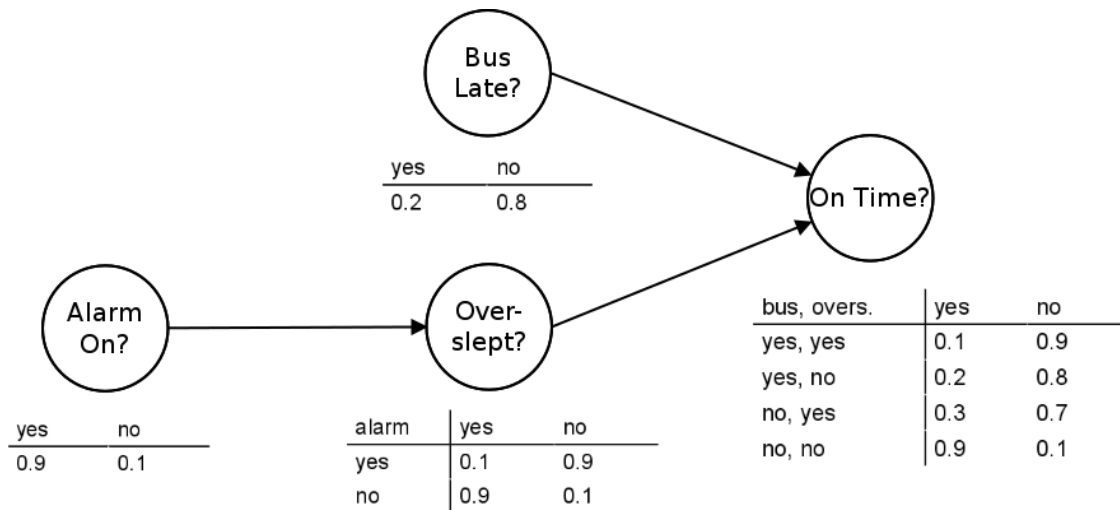 Bus
Late?
yes no
0.2 0.8
On Time?
Alarm
On?
yes no
0.9 0.1
Over-
slept?
alarm yes no
yes 0.1 0.9
no 0.9 0.1
bus, overs. yes no
yes, yes 0.1 0.9
yes, no 0.2 0.8
no, yes 0.3 0.7
no, no 0.9 0.1